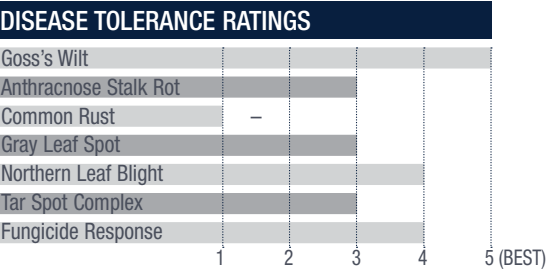 DISEASE TOLERANCE RATINGS
Goss's Wilt
Anthracnose Stalk Rot
Common Rust –
Gray Leaf Spot
Northern Leaf Blight
Tar Spot Complex
Fungicide Response
1 2 3 4 5 (BEST)